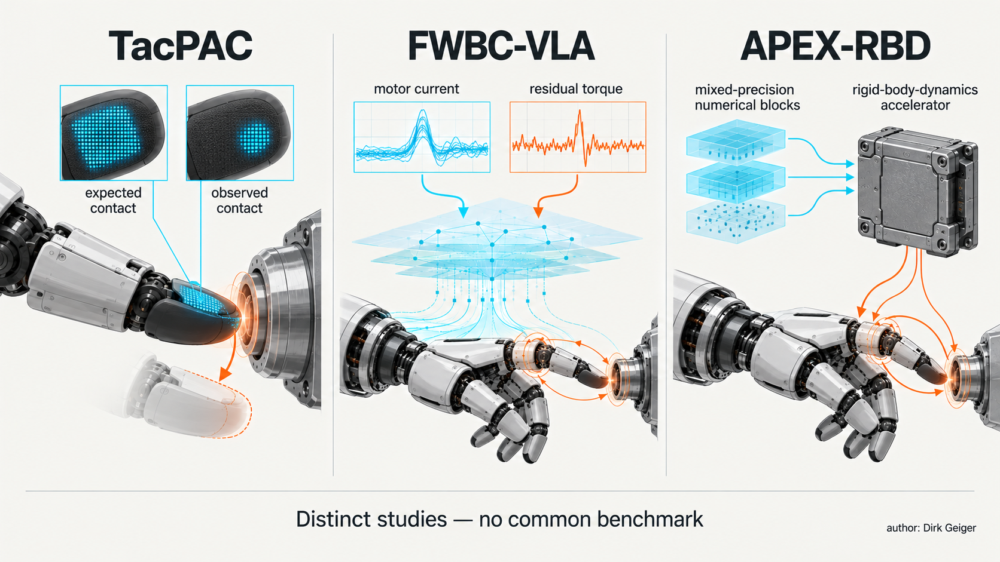 TacPAC
expected
contact
observed
contact
FWBC-VLA
motor current
residual torque
APEX-RBD
mixed-precision
numerical blocks
rigid-body-dynamics
accelerator
Distinct studies — no common benchmark
author: Dirk Geiger